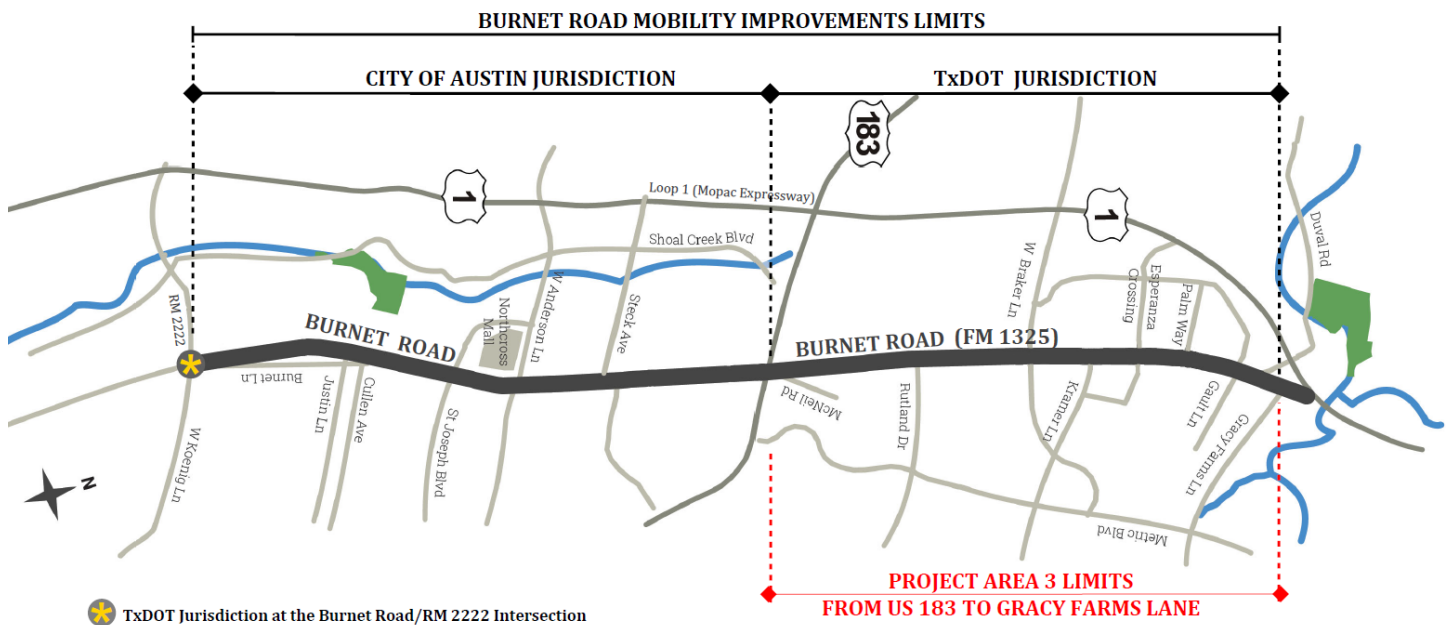 BURNET ROAD MOBILITY IMPROVEMENTS LIMITS
CITY OF AUSTIN JURISDICTION
TxDOT JURISDICTION
183
1
Loop 1 (Mopac Expressway)
1
Shoal Creek Blvd
Duval Rd
W Braker Ln
Esperanza
Crossing
Palm Way
RM 2222
Northcross
Mall
W Anderson Ln
Steck Ave
BURNET ROAD
BURNET ROAD (FM 1325)
Burnet Ln
Justin Ln
Cullen Ave
St Joseph Blvd
McNeil Rd
Rutland Dr
Kramer Ln
Gault Ln
Gracy Farms Ln
W Koenig Ln
N
Metric Blvd
PROJECT AREA 3 LIMITS
FROM US 183 TO GRACY FARMS LANE
TxDOT Jurisdiction at the Burnet Road/RM 2222 Intersection